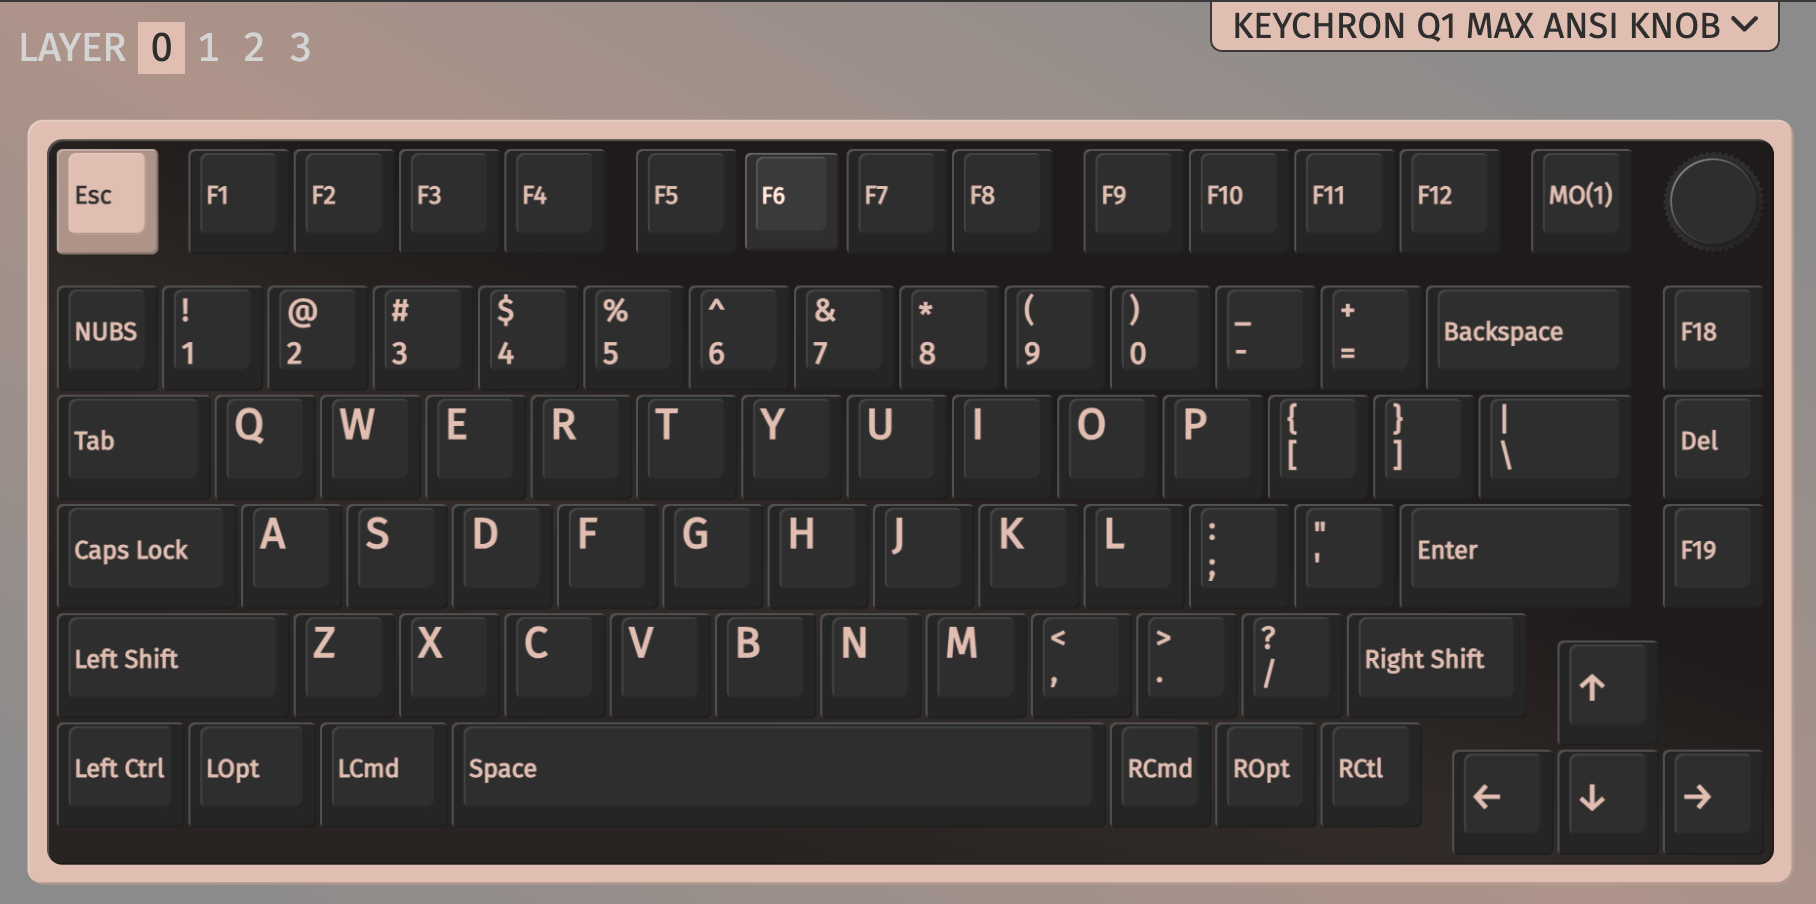 LAYER 0 1 2 3
KEYCHRON Q1 MAX ANSI KNOB
Esc F1 F2 F3 F4 F5 F6 F7 F8 F9 F10 F11 F12 MO(1)
NUBS ! 1 @ 2 # 3 $ 4 % 5 ^ 6 & 7 * 8 ( 9 ) 0 _ - + = Backspace F18
Tab Q W E R T Y U I O P { [ } ] | \ Del
Caps Lock A S D F G H J K L : ; " ' Enter F19
Left Shift Z X C V B N M < , > . ? / Right Shift ↑
Left Ctrl LOpt LCmd Space RCmd ROpt RCtl ← ↓ →